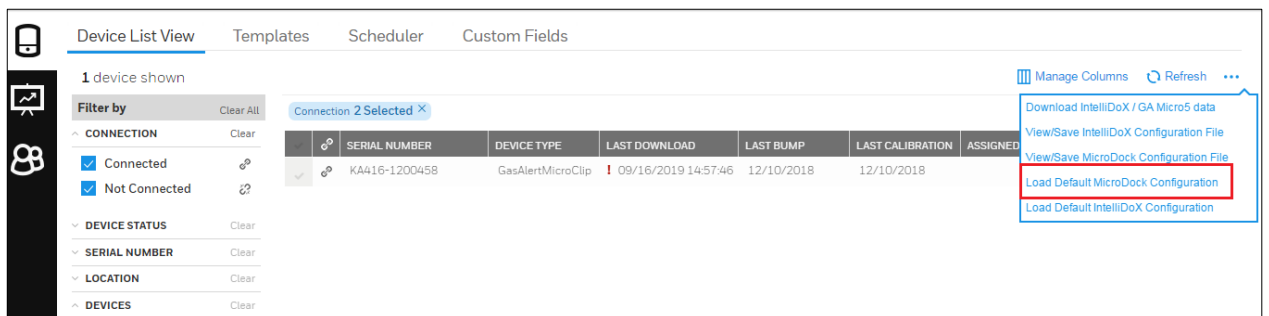 Device List View Templates Scheduler Custom Fields
1 device shown
Manage Columns Refresh
Filter by Clear All
Connection 2 Selected ×
CONNECTION Clear
Connected
Not Connected
DEVICE STATUS Clear
SERIAL NUMBER Clear
LOCATION Clear
DEVICES Clear
SERIAL NUMBER DEVICE TYPE LAST DOWNLOAD LAST BUMP LAST CALIBRATION ASSIGNED
KA416-1200458 GasAlertMicroClip ! 09/16/2019 14:57:46 12/10/2018 12/10/2018
Download IntelliDoX / GA Micro5 data
View/Save IntelliDoX Configuration File
View/Save MicroDock Configuration File
Load Default MicroDock Configuration
Load Default IntelliDoX Configuration